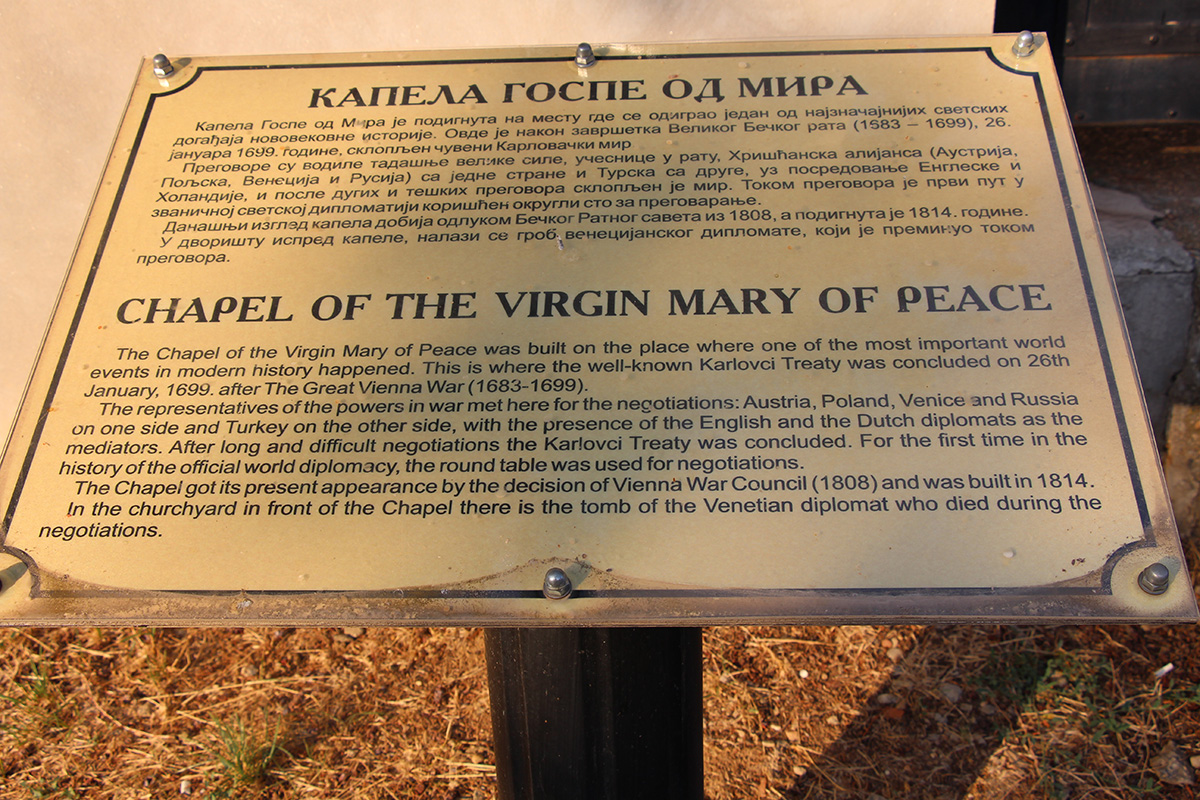 КАПЕЛА ГОСПЕ ОД МИРА
Капела Госпе од Мира је подигнута на месту где се одиграо један од најзначајнијих светских
догађаја нововековне историје. Овде је након завршетка Великог Бечког рата (1583 – 1699), 26.
јануара 1699. године, склопљен чувени Карловачки мир
Преговоре су водиле тадашње велике силе, учеснице у рату, Хришћанска алијанса (Аустрија,
Пољска, Венеција и Русија) са једне стране и Турска са друге, уз посредовање Енглеске и
Холандије, и после дугих и тешких преговора склопљен је мир. Током преговора је први пут у
званичној светској дипломатији коришћен округли сто за преговарање.
Данашњи изглед капела добија одлуком Бечког Ратног савета из 1808, а подигнута је 1814. године.
У дворишту испред капеле, налази се гроб венецијанског дипломате, који је преминуо током
преговора.
CHAPEL OF THE VIRGIN MARY OF PEACE
The Chapel of the Virgin Mary of Peace was built on the place where one of the most important world
events in modern history happened. This is where the well-known Karlovci Treaty was concluded on 26th
January, 1699. after The Great Vienna War (1683-1699).
The representatives of the powers in war met here for the negotiations: Austria, Poland, Venice and Russia
on one side and Turkey on the other side, with the presence of the English and the Dutch diplomats as the
mediators. After long and difficult negotiations the Karlovci Treaty was concluded. For the first time in the
history of the official world diplomacy, the round table was used for negotiations.
The Chapel got its present appearance by the decision of Vienna War Council (1808) and was built in 1814.
In the churchyard in front of the Chapel there is the tomb of the Venetian diplomat who died during the
negotiations.